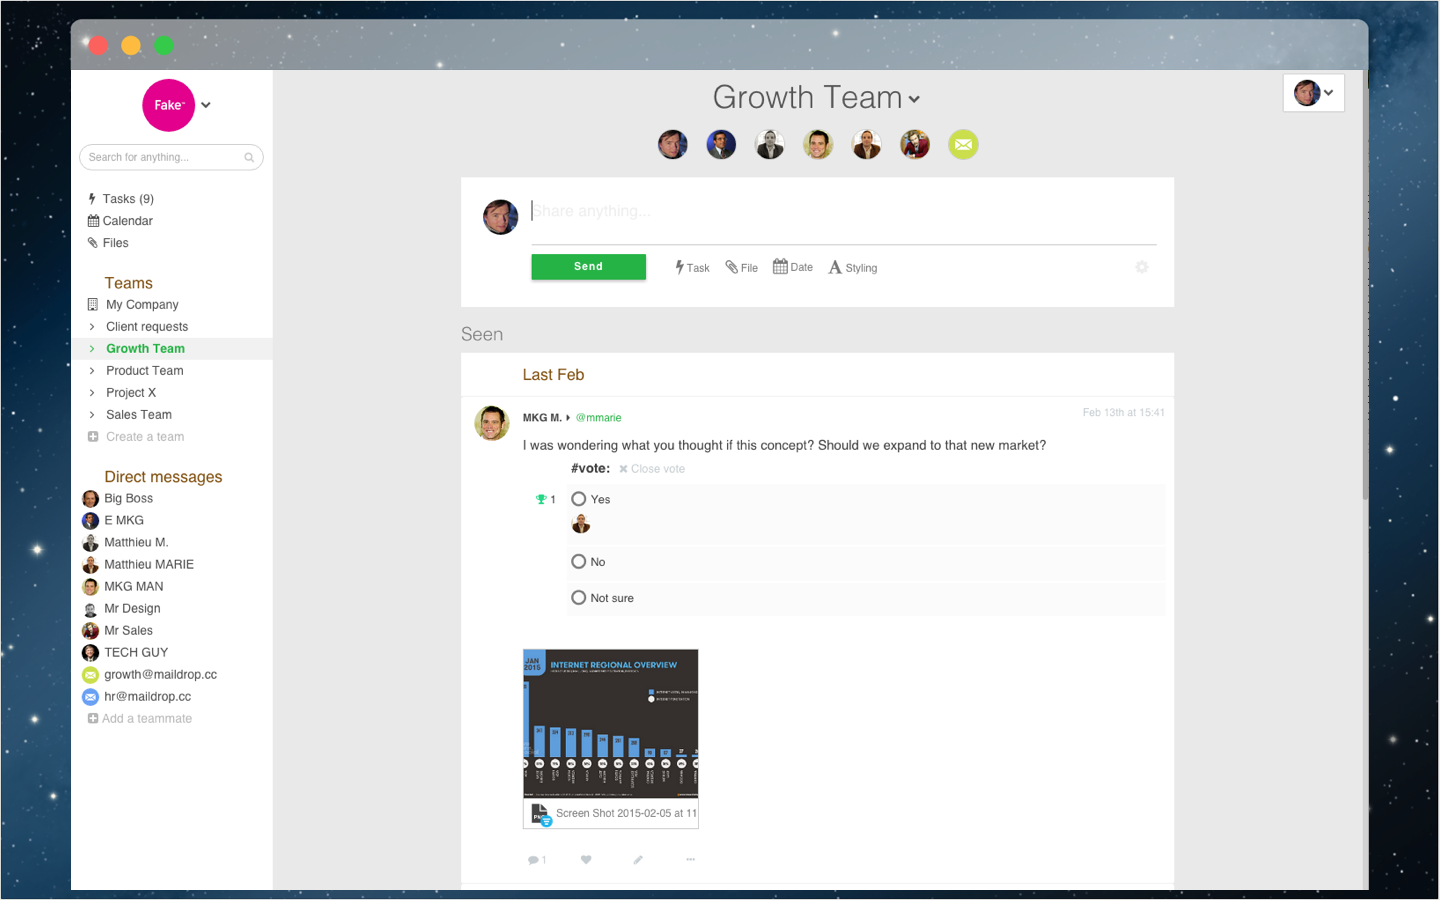 Fake™
Search for anything...
Tasks (9)
Calendar
Files
Teams
My Company
Client requests
Growth Team
Product Team
Project X
Sales Team
Create a team
Direct messages
Big Boss
E MKG
Matthieu M.
Matthieu MARIE
MKG MAN
Mr Design
Mr Sales
TECH GUY
growth@maildrop.cc
hr@maildrop.cc
Add a teammate
Growth Team
Share anything...
Send
Task
File
Date
Styling
Seen
Last Feb
MKG M. @mmarie
Feb 13th at 15:41
I was wondering what you thought if this concept? Should we expand to that new market?
#vote: Close vote
1
Yes
No
Not sure
JAN
2015
INTERNET REGIONAL OVERVIEW
PNG
Screen Shot 2015-02-05 at 11
1